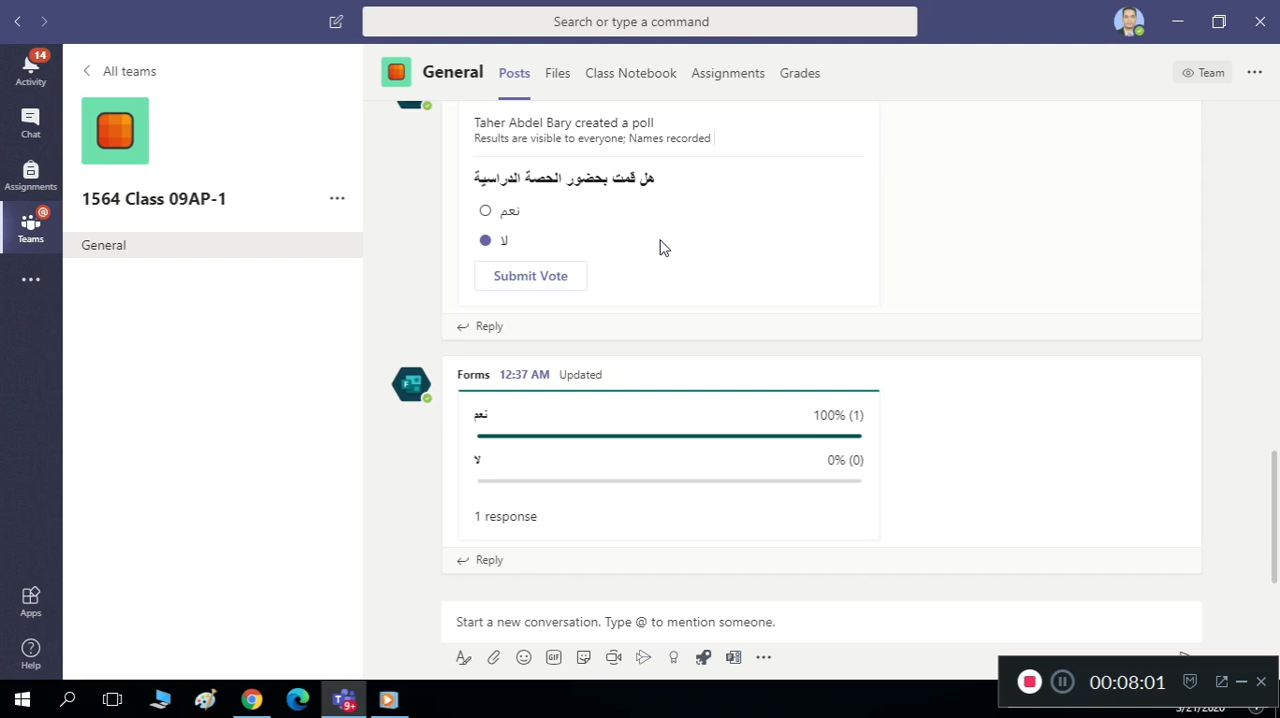 Search or type a command
14
Activity
Chat
Assignments
Teams
Apps
Help
All teams
1564 Class 09AP-1
General
General
Posts
Files
Class Notebook
Assignments
Grades
Team
Taher Abdel Bary created a poll
Results are visible to everyone; Names recorded
هل قمت بحضور الحصة الدراسية
نعم
لا
Submit Vote
Reply
Forms 12:37 AM Updated
نعم 100% (1)
لا 0% (0)
1 response
Reply
Start a new conversation. Type @ to mention someone.
GIF
00:08:01
9+